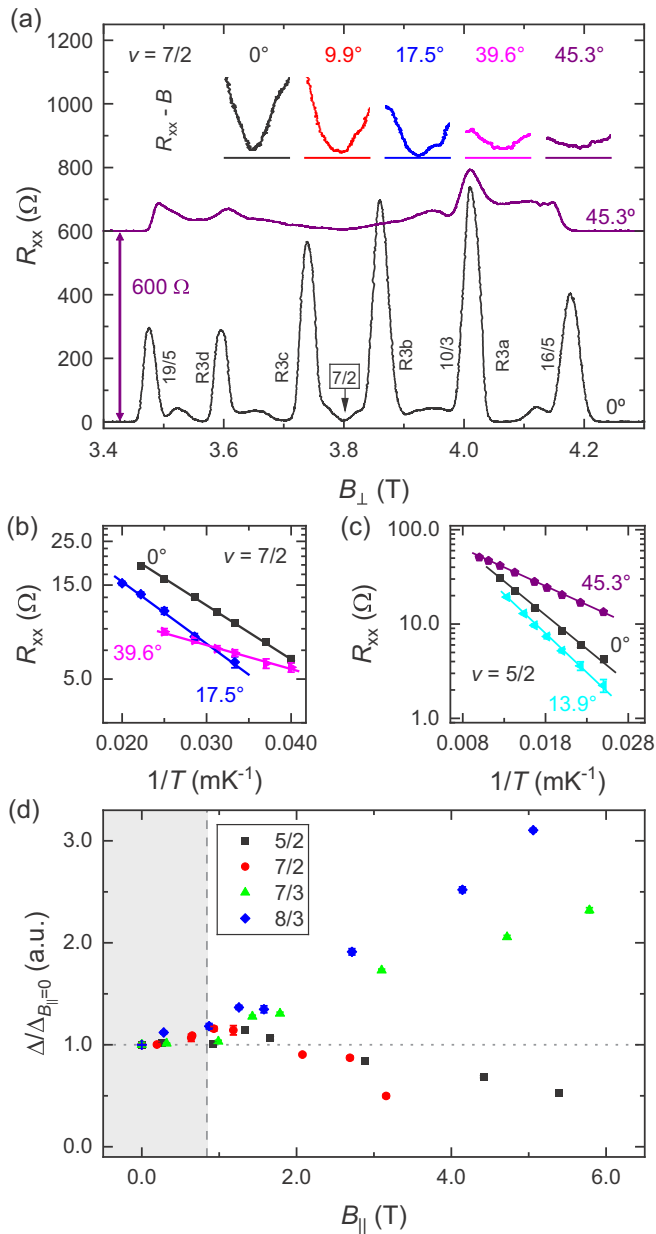 (a)
1200
1000
800
600
400
200
0
R_xx (Ω)
ν = 7/2 0° 9.9° 17.5° 39.6° 45.3°
R_xx - B
45.3º
600 Ω
19/5
R3d
R3c
7/2
R3b
10/3
R3a
16/5
0º
3.4 3.6 3.8 4.0 4.2
B_⊥ (T)
(b)
25.0
15.0
5.0
R_xx (Ω)
0°
ν = 7/2
39.6°
17.5°
0.020 0.030 0.040
1/T (mK⁻¹)
(c)
100.0
10.0
1.0
R_xx (Ω)
45.3°
0°
ν = 5/2
13.9°
0.008 0.018 0.028
1/T (mK⁻¹)
(d)
3.0
2.0
1.0
0.0
Δ/Δ_B||=0 (a.u.)
5/2
7/2
7/3
8/3
0.0 2.0 4.0 6.0
B_|| (T)